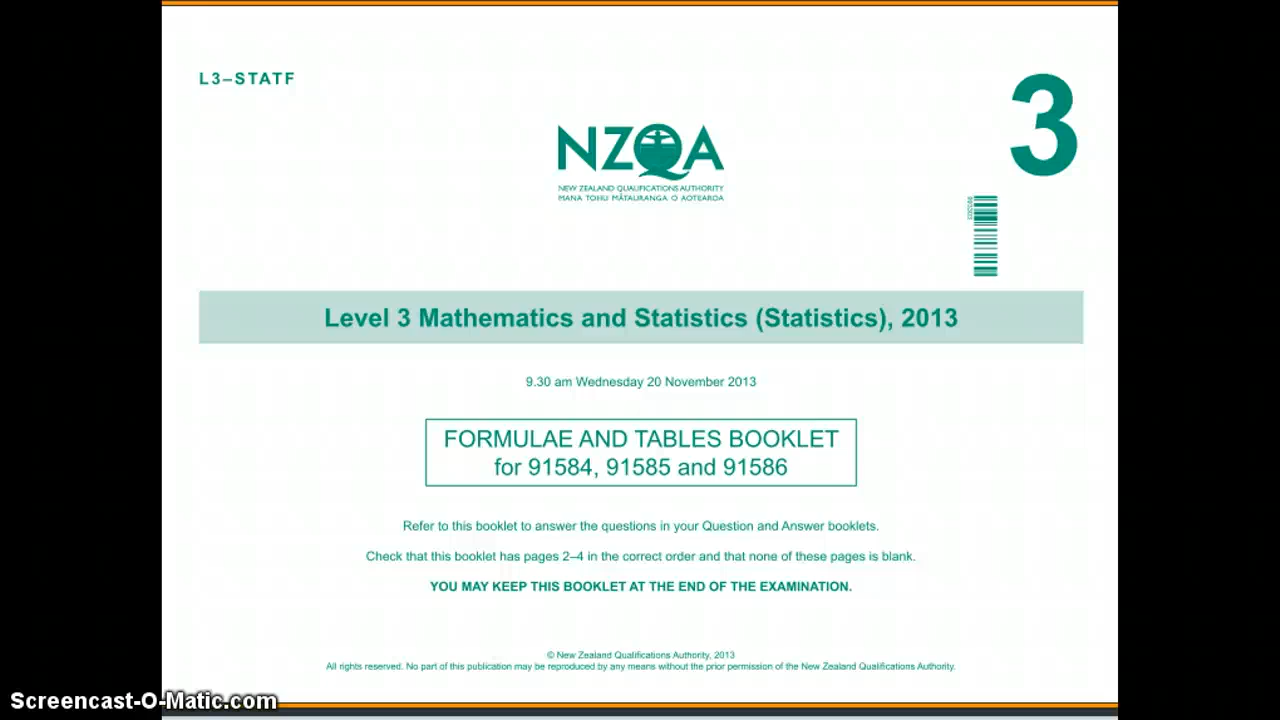 L3–STATF
3
NZQA
NEW ZEALAND QUALIFICATIONS AUTHORITY
MANA TOHU MĀTAURANGA O AOTEAROA
Level 3 Mathematics and Statistics (Statistics), 2013
9.30 am Wednesday 20 November 2013
FORMULAE AND TABLES BOOKLET
for 91584, 91585 and 91586
Refer to this booklet to answer the questions in your Question and Answer booklets.
Check that this booklet has pages 2–4 in the correct order and that none of these pages is blank.
YOU MAY KEEP THIS BOOKLET AT THE END OF THE EXAMINATION.
© New Zealand Qualifications Authority, 2013
All rights reserved. No part of this publication may be reproduced by any means without the prior permission of the New Zealand Qualifications Authority.
Screencast-O-Matic.com